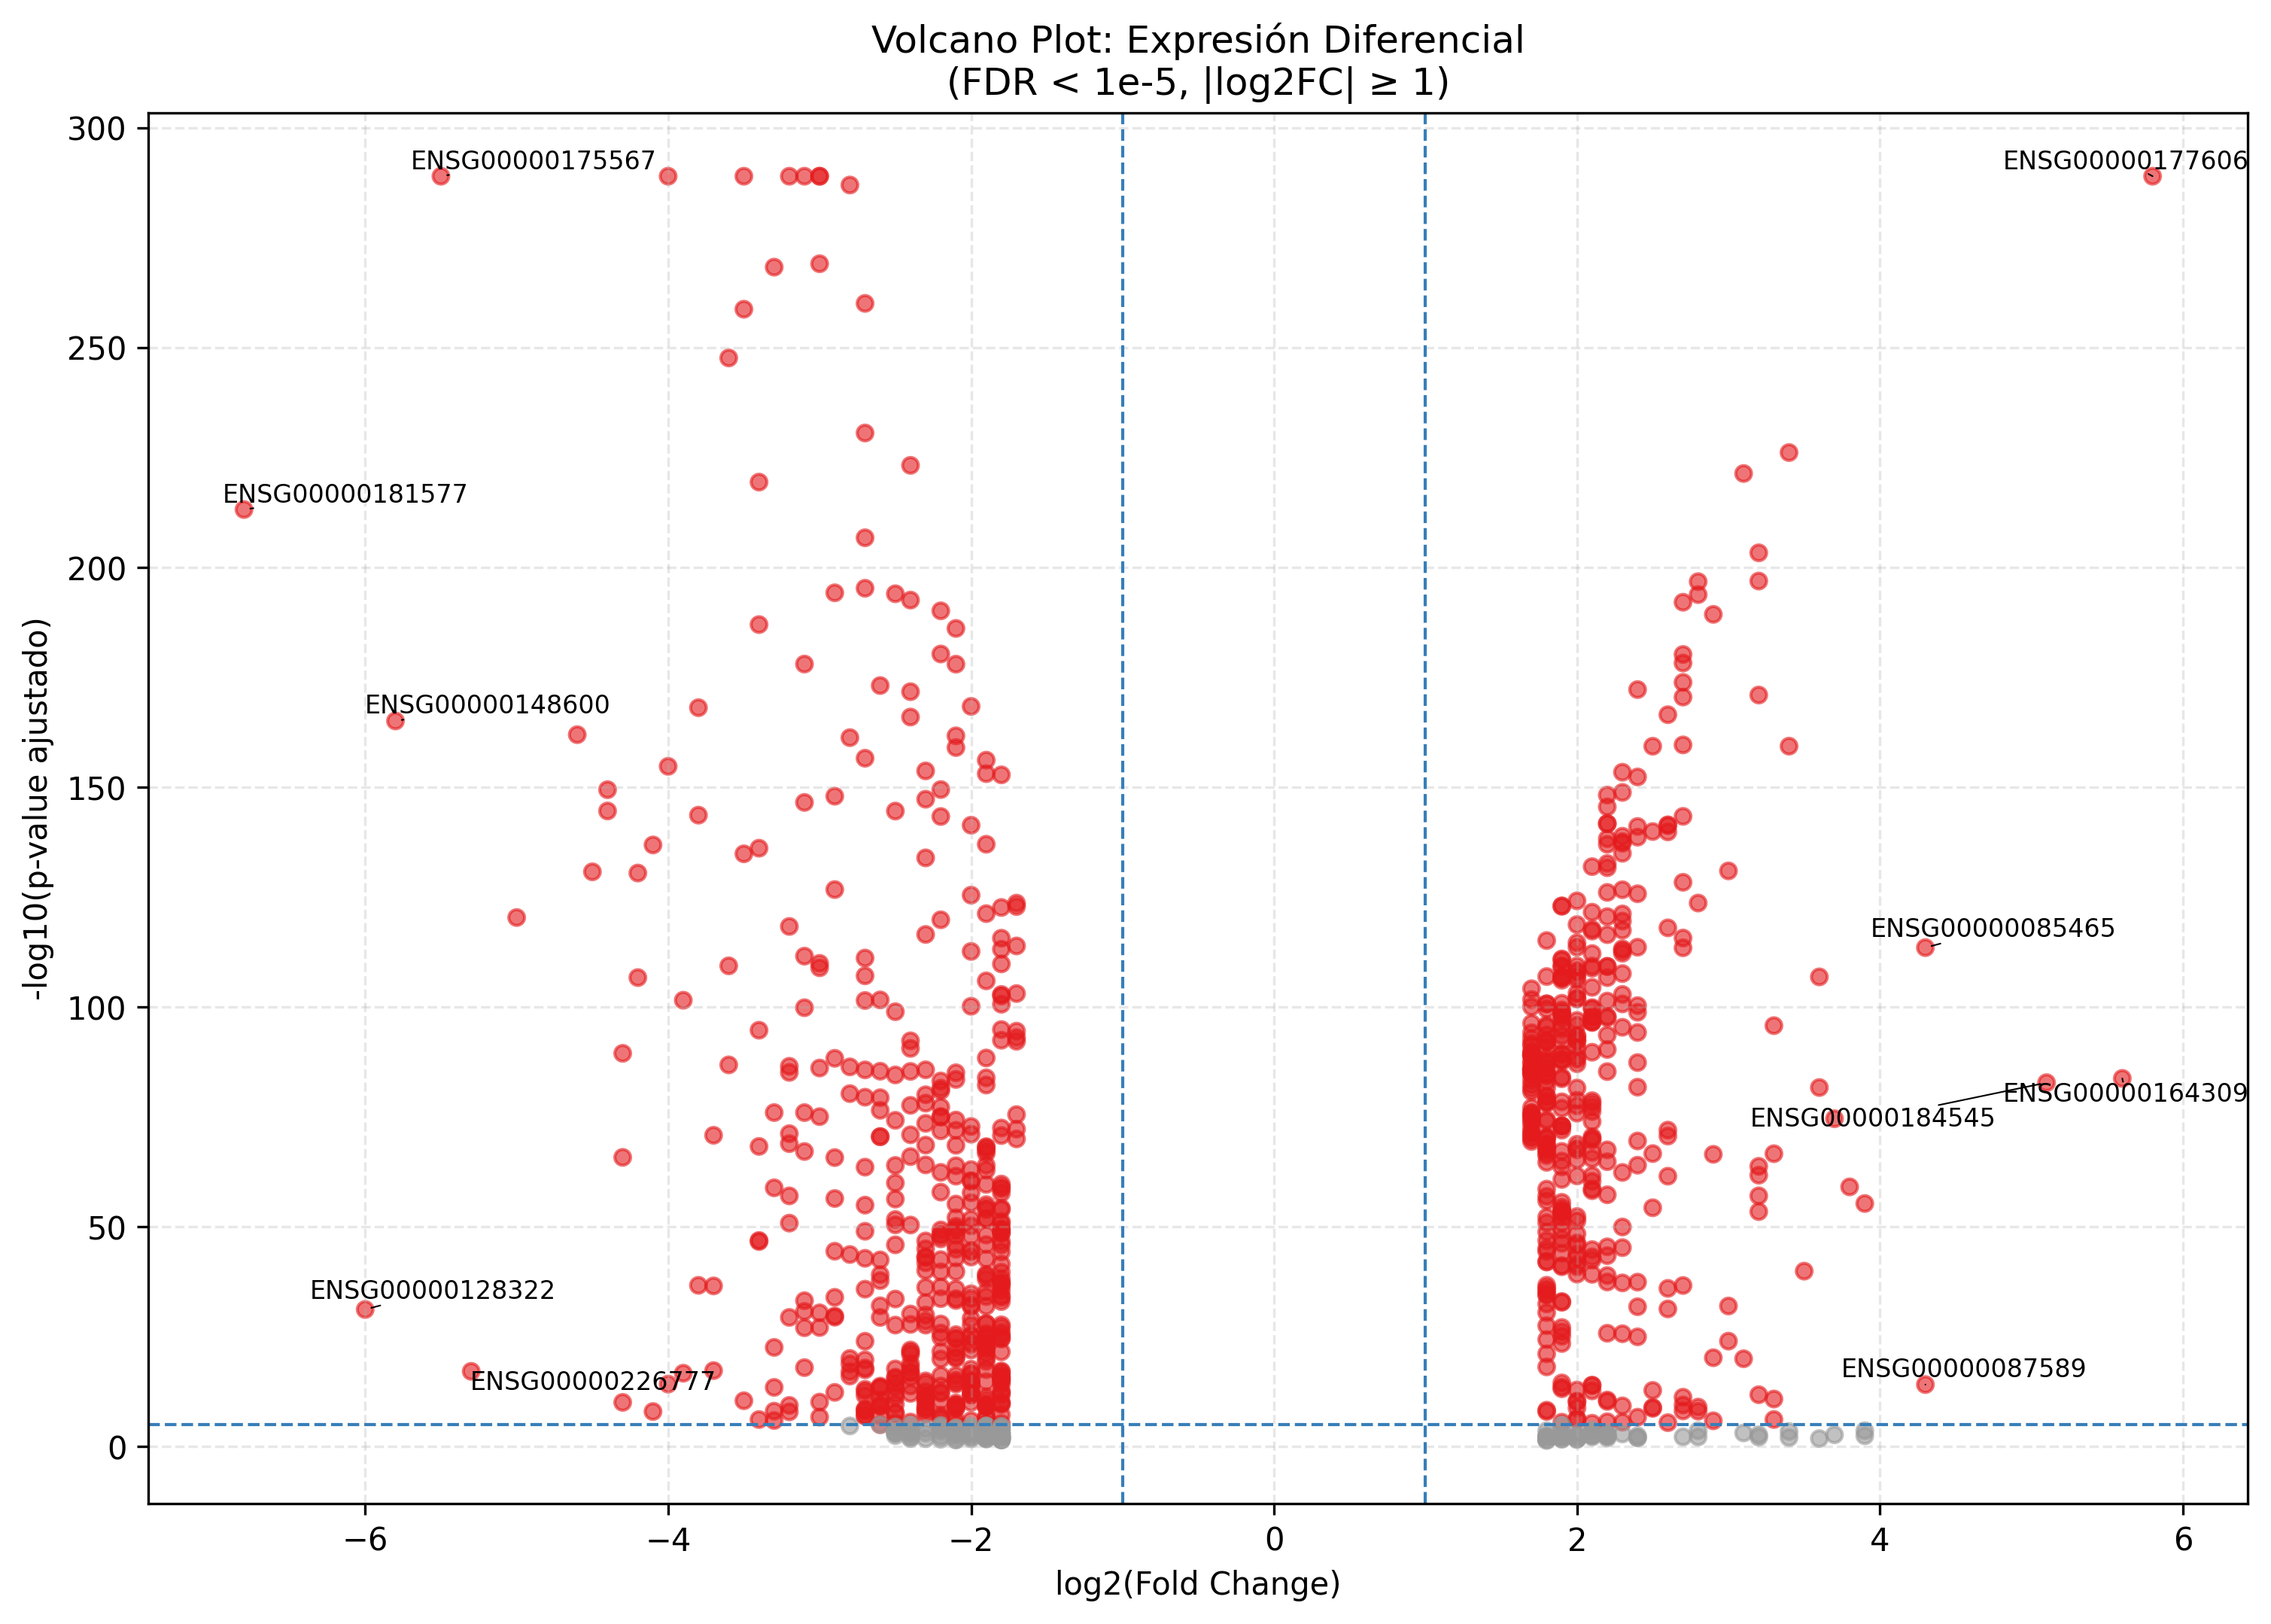 Volcano Plot: Expresión Diferencial
(FDR < 1e-5, |log2FC| ≥ 1)
300
250
200
150
100
50
0
-log10(p-value ajustado)
ENSG00000175567
ENSG00000177606
ENSG00000181577
ENSG00000148600
ENSG00000085465
ENSG00000164309
ENSG00000184545
ENSG00000128322
ENSG00000226777
ENSG00000087589
−6
−4
−2
0
2
4
6
log2(Fold Change)